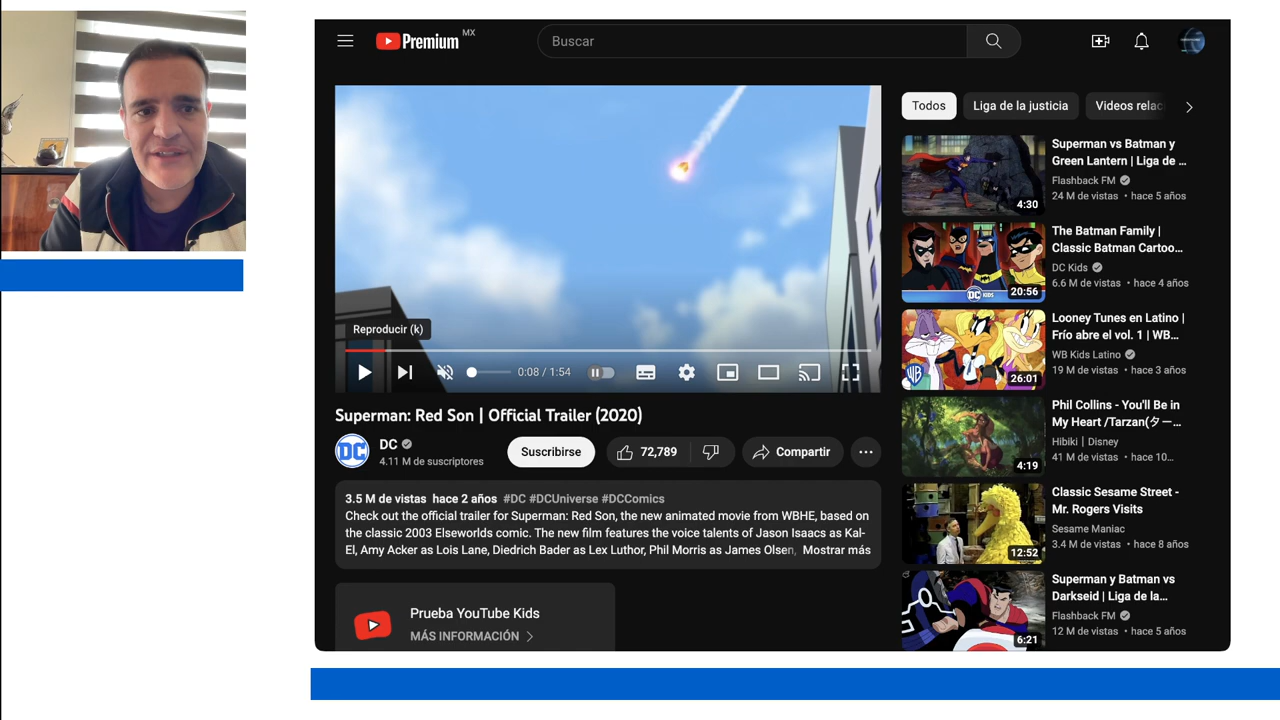 Premium MX
Buscar
Reproducir (k)
0:08 / 1:54
Superman: Red Son | Official Trailer (2020)
DC
DC
4.11 M de suscriptores
Suscribirse
72,789
Compartir
3.5 M de vistas hace 2 años #DC #DCUniverse #DCComics
Check out the official trailer for Superman: Red Son, the new animated movie from WBHE, based on
the classic 2003 Elseworlds comic. The new film features the voice talents of Jason Isaacs as Kal-
El, Amy Acker as Lois Lane, Diedrich Bader as Lex Luthor, Phil Morris as James Olsen, Mostrar más
Prueba YouTube Kids
MÁS INFORMACIÓN
Todos
Liga de la justicia
Videos relac
4:30
Superman vs Batman y
Green Lantern | Liga de ...
Flashback FM
24 M de vistas • hace 5 años
DC KIDS
20:56
The Batman Family |
Classic Batman Cartoo...
DC Kids
6.6 M de vistas • hace 4 años
WB
26:01
Looney Tunes en Latino |
Frío abre el vol. 1 | WB...
WB Kids Latino
19 M de vistas • hace 3 años
4:19
Phil Collins - You'll Be in
My Heart /Tarzan(ター...
Hibiki | Disney
41 M de vistas • hace 10...
12:52
Classic Sesame Street -
Mr. Rogers Visits
Sesame Maniac
3.4 M de vistas • hace 8 años
6:21
Superman y Batman vs
Darkseid | Liga de la...
Flashback FM
12 M de vistas • hace 5 años